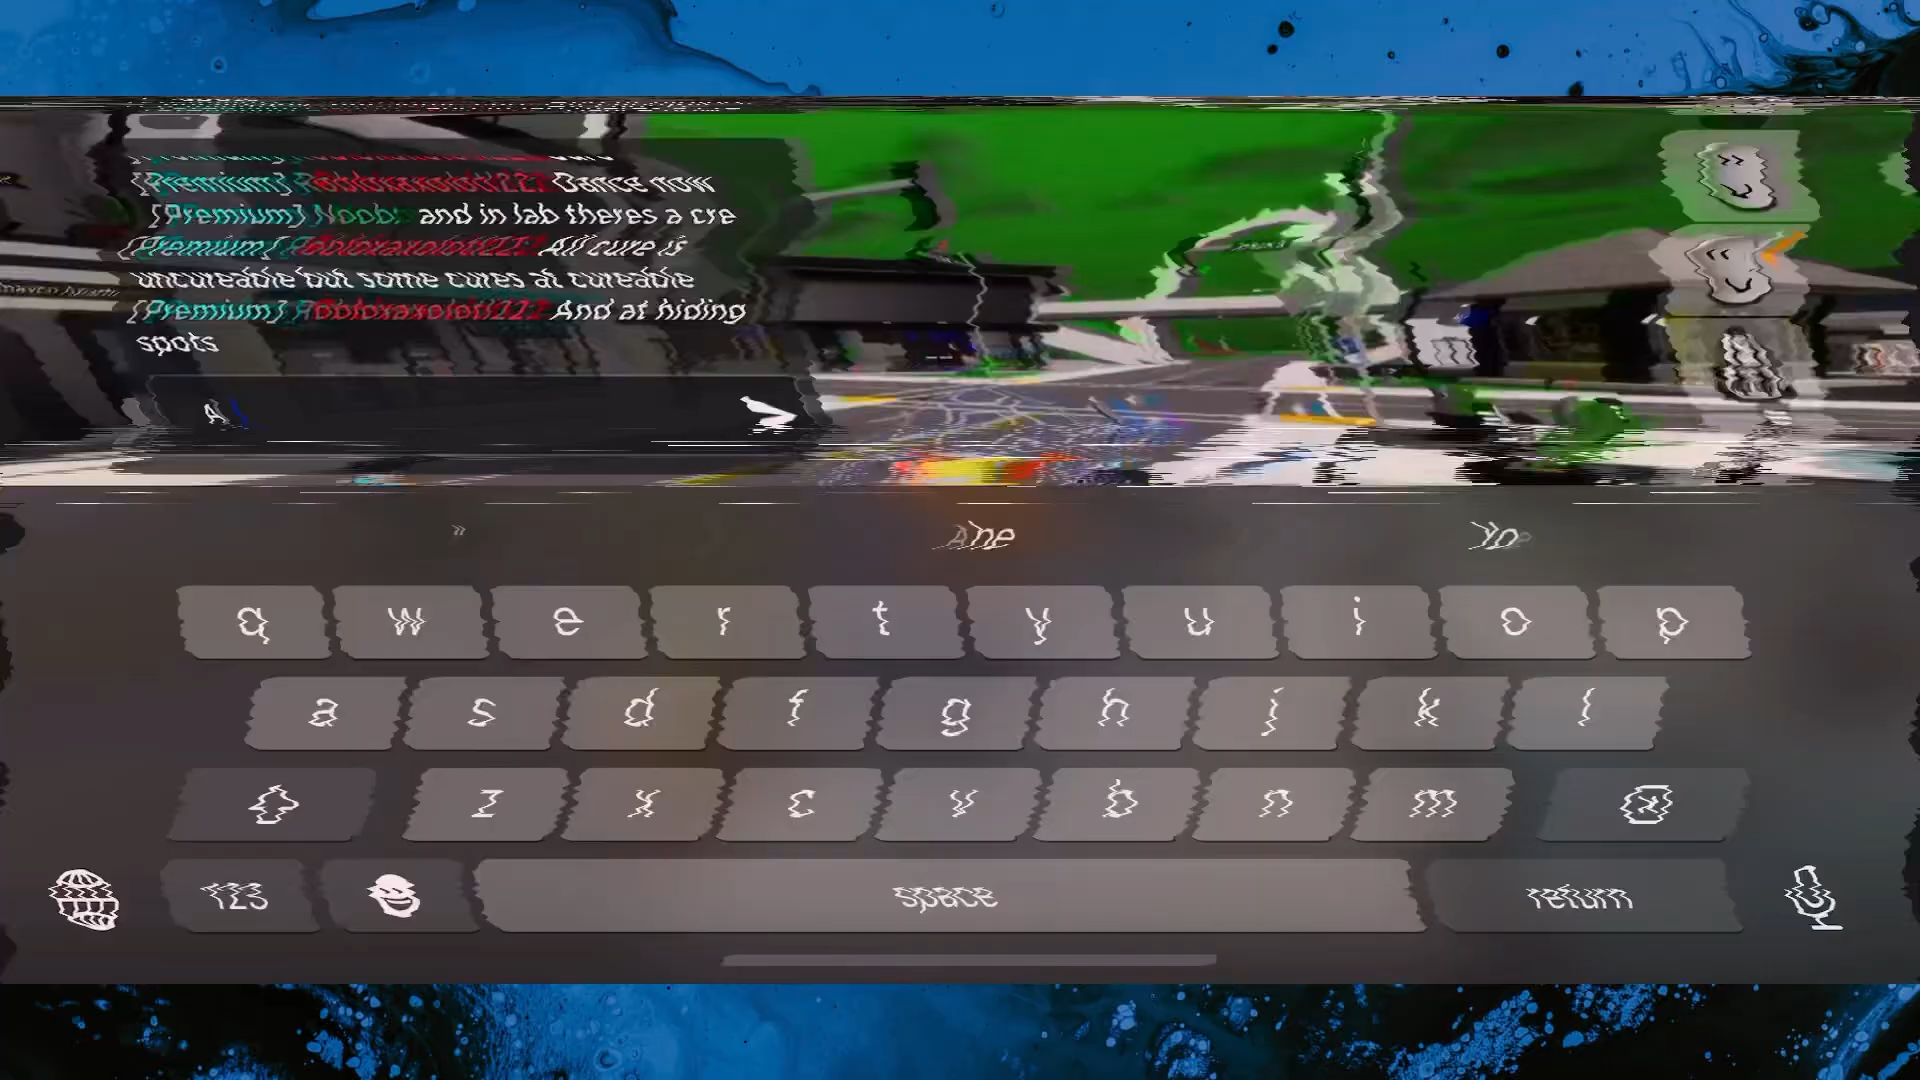 [Premium] Dance now
[Premium] Noob: and in lab theres a cre
[Premium] All cure is
uncureable but some cures at cureable
[Premium] And at hiding
spots
A
q w e r t y u i o p
a s d f g h j k l
z x c v b n m
123 space return